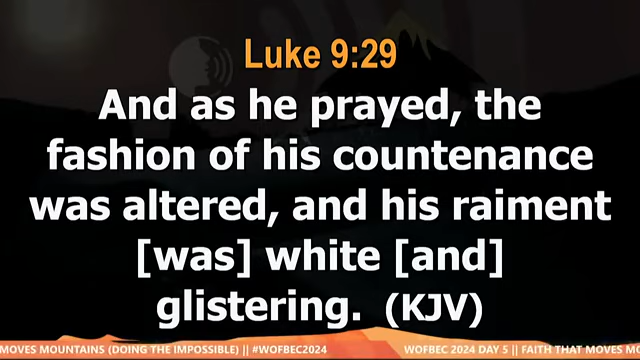 Luke 9:29
And as he prayed, the
fashion of his countenance
was altered, and his raiment
[was] white [and]
glistering. (KJV)
MOVES MOUNTAINS (DOING THE IMPOSSIBLE) || #WOFBEC2024 WOFBEC 2024 DAY 5 || FAITH THAT MOVES MO